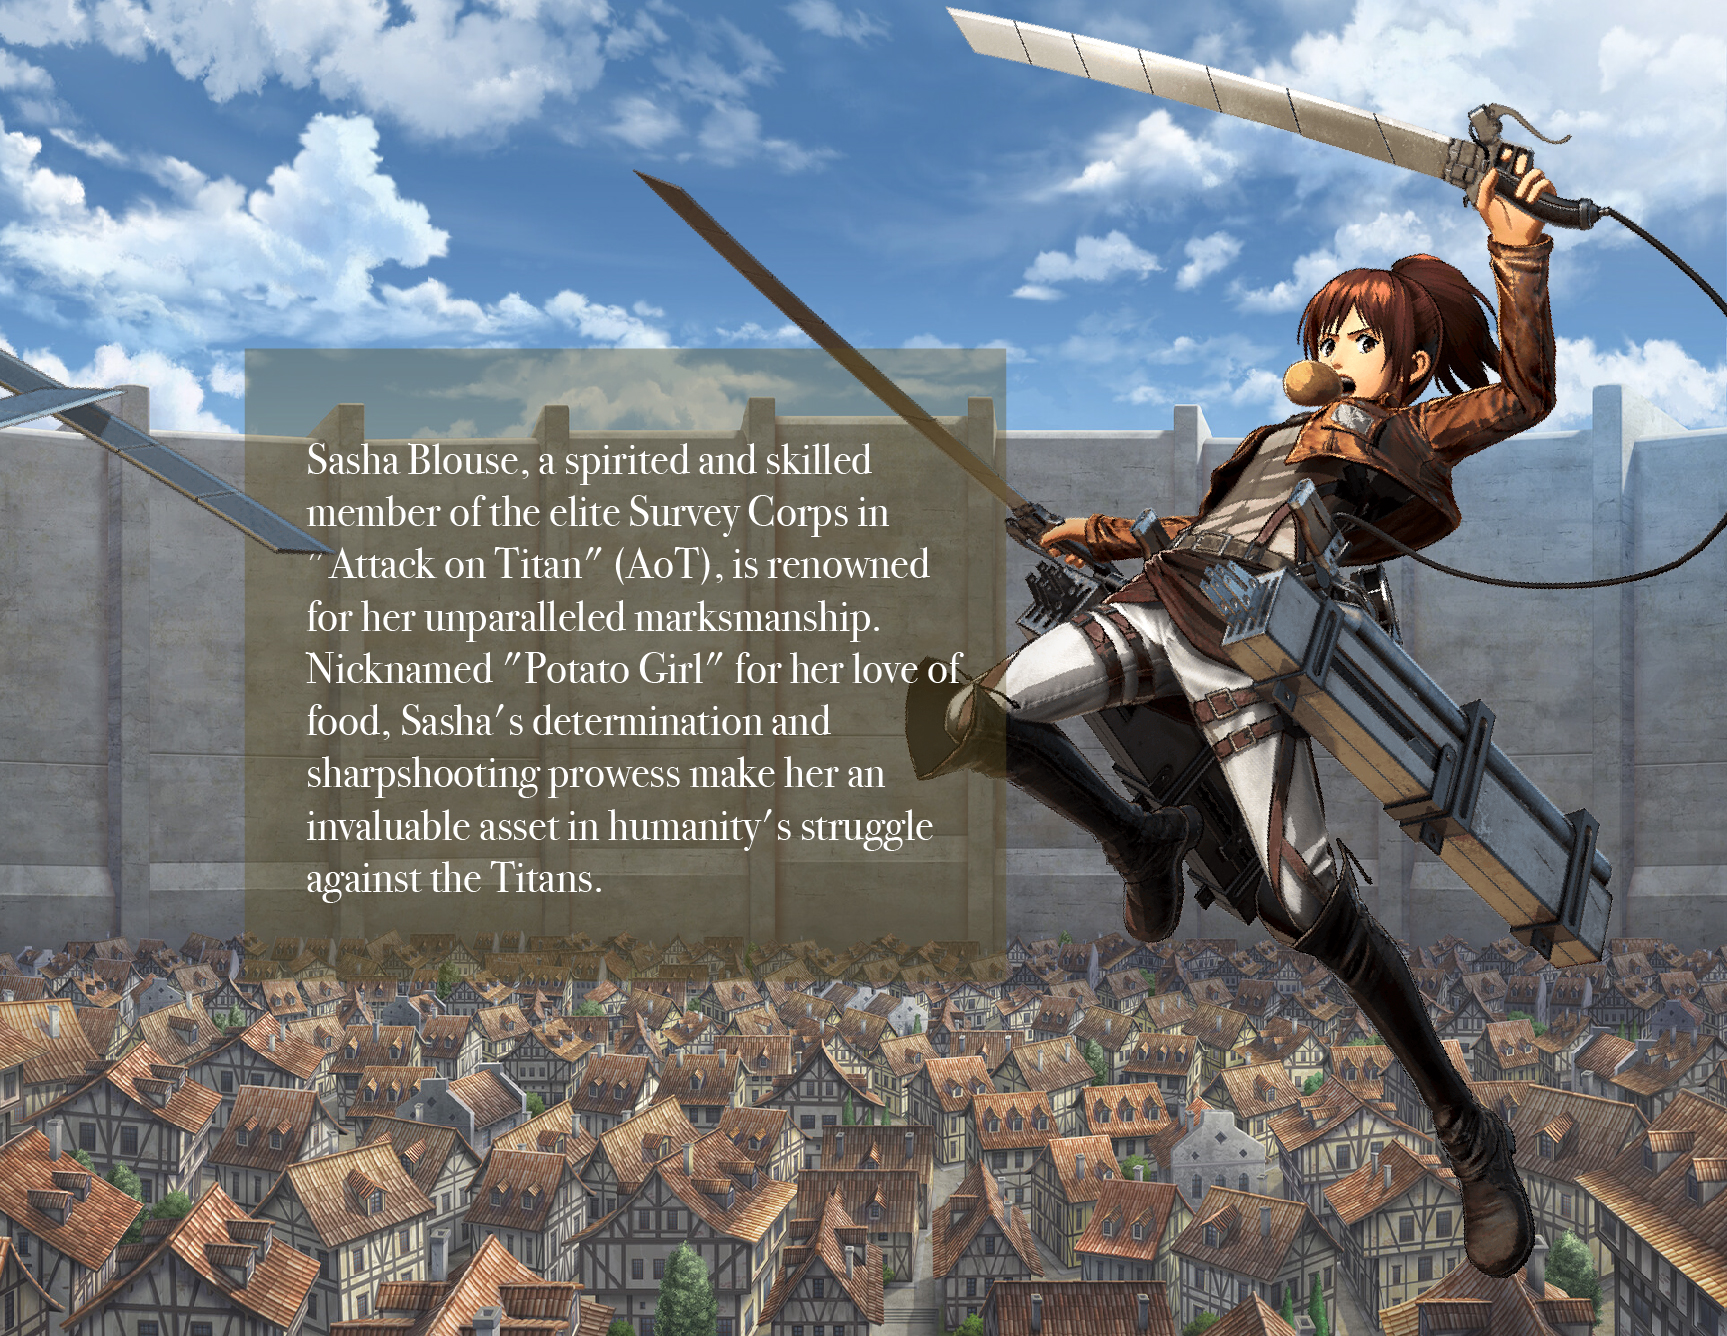 Sasha Blouse, a spirited and skilled
member of the elite Survey Corps in
"Attack on Titan" (AoT), is renowned
for her unparalleled marksmanship.
Nicknamed "Potato Girl" for her love of
food, Sasha's determination and
sharpshooting prowess make her an
invaluable asset in humanity's struggle
against the Titans.